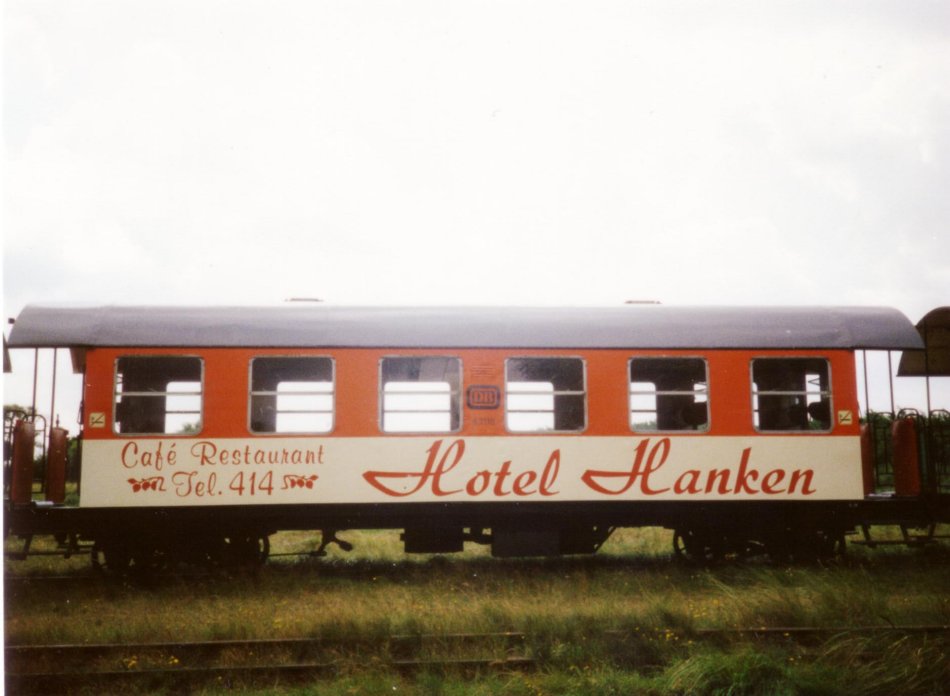 DB
Café Restaurant
Tel. 414
Hotel Hanken